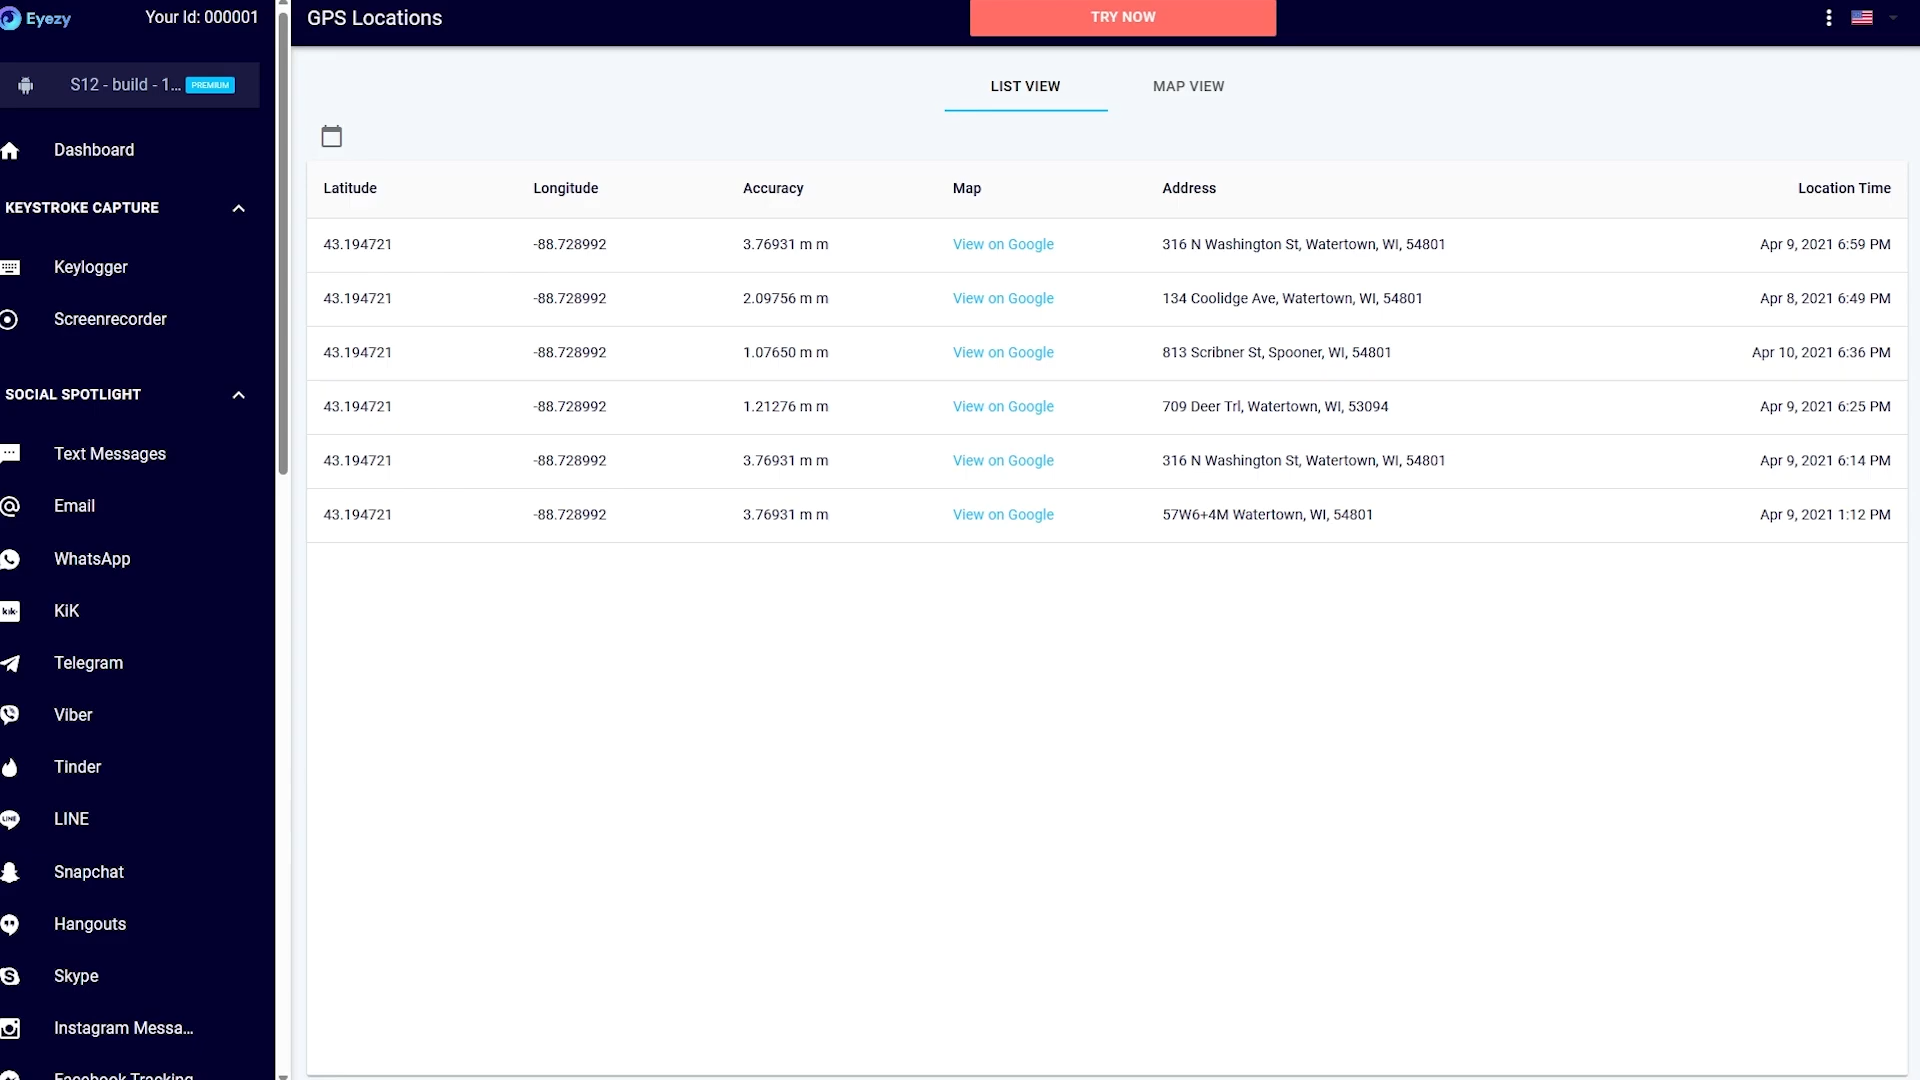 Eyezy Your Id: 000001
GPS Locations
TRY NOW
S12 - build - 1... PREMIUM
Dashboard
KEYSTROKE CAPTURE
Keylogger
Screenrecorder
SOCIAL SPOTLIGHT
Text Messages
Email
WhatsApp
kik KiK
Telegram
Viber
Tinder
LINE LINE
Snapchat
Hangouts
Skype
Instagram Messa...
Facebook Tracking
LIST VIEW MAP VIEW
Latitude Longitude Accuracy Map Address Location Time
43.194721 -88.728992 3.76931 m m View on Google 316 N Washington St, Watertown, WI, 54801 Apr 9, 2021 6:59 PM
43.194721 -88.728992 2.09756 m m View on Google 134 Coolidge Ave, Watertown, WI, 54801 Apr 8, 2021 6:49 PM
43.194721 -88.728992 1.07650 m m View on Google 813 Scribner St, Spooner, WI, 54801 Apr 10, 2021 6:36 PM
43.194721 -88.728992 1.21276 m m View on Google 709 Deer Trl, Watertown, WI, 53094 Apr 9, 2021 6:25 PM
43.194721 -88.728992 3.76931 m m View on Google 316 N Washington St, Watertown, WI, 54801 Apr 9, 2021 6:14 PM
43.194721 -88.728992 3.76931 m m View on Google 57W6+4M Watertown, WI, 54801 Apr 9, 2021 1:12 PM